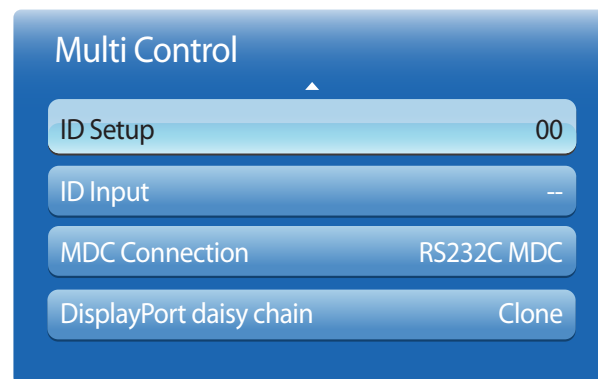 Multi Control
ID Setup 00
ID Input --
MDC Connection RS232C MDC
DisplayPort daisy chain Clone